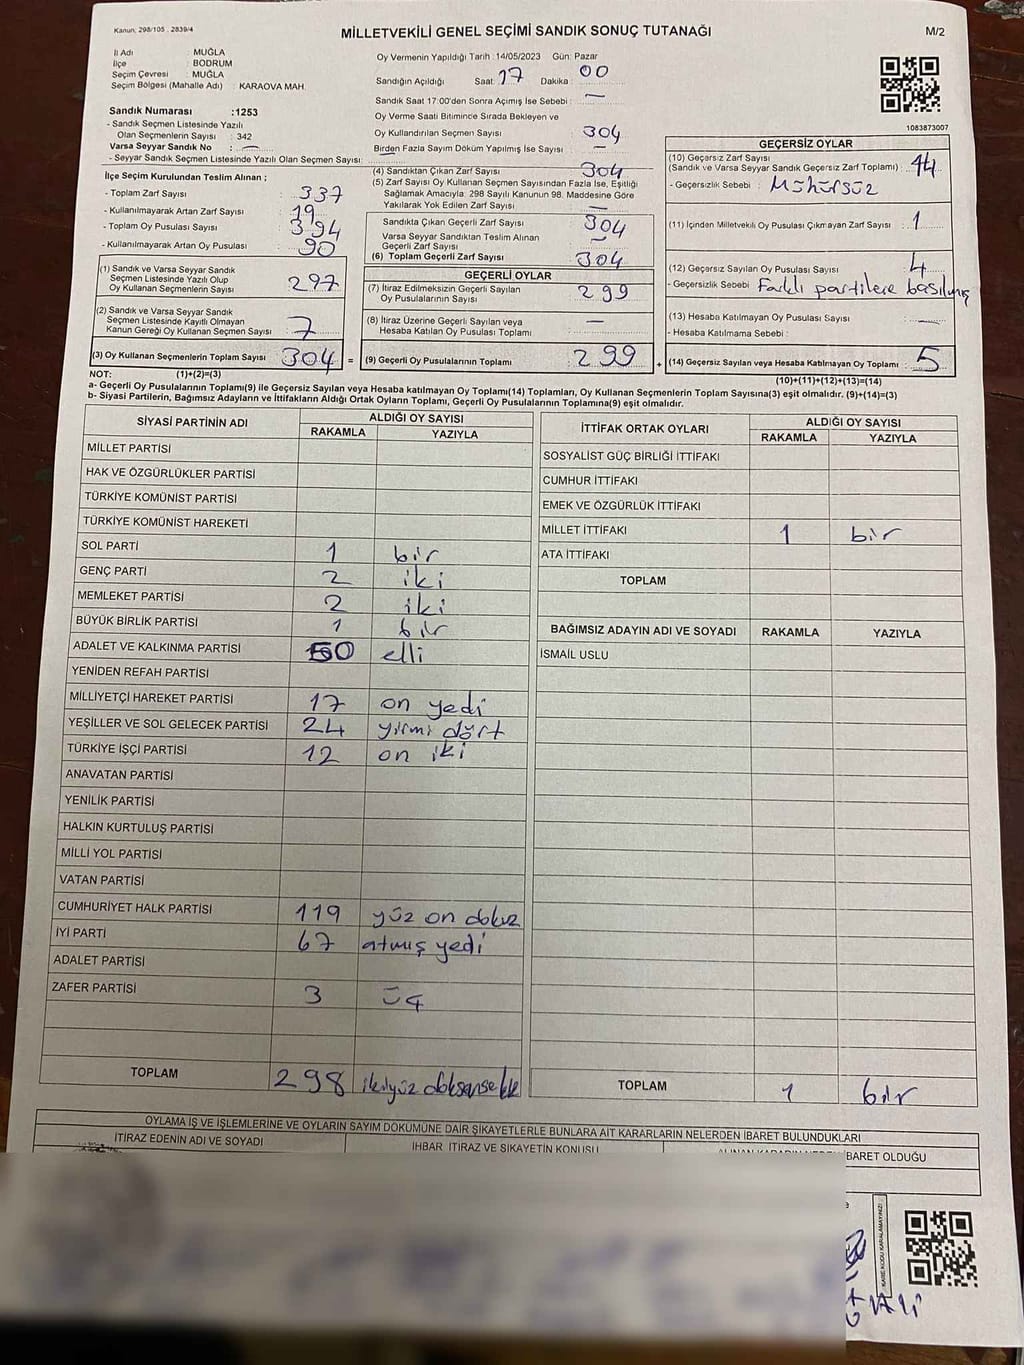 Kanun: 298/105 . 2839/4
MİLLETVEKİLİ GENEL SEÇİMİ SANDIK SONUÇ TUTANAĞI
M/2
İl Adı : MUĞLA
İlçe : BODRUM
Seçim Çevresi : MUĞLA
Seçim Bölgesi (Mahalle Adı) : KARAOVA MAH.
Sandık Numarası :1253
- Sandık Seçmen Listesinde Yazılı
Olan Seçmenlerin Sayısı : 342
Varsa Seyyar Sandık No : —
- Seyyar Sandık Seçmen Listesinde Yazılı Olan Seçmen Sayısı:
Oy Vermenin Yapıldığı Tarih :14/05/2023 Gün: Pazar
Sandığın Açıldığı Saat: 17 Dakika : 00
Sandık Saat 17:00'den Sonra Açımış İse Sebebi : —
Oy Verme Saati Bitiminde Sırada Bekleyen ve
Oy Kullandırılan Seçmen Sayısı : 304
Birden Fazla Sayım Döküm Yapılmış İse Sayısı : —
1083873007
İlçe Seçim Kurulundan Teslim Alınan ;
- Toplam Zarf Sayısı : 337
- Kullanılmayarak Artan Zarf Sayısı : 19
- Toplam Oy Pusulası Sayısı : 394
- Kullanılmayarak Artan Oy Pusulası : 90
(1) Sandık ve Varsa Seyyar Sandık
Seçmen Listesinde Yazılı Olup
Oy Kullanan Seçmenlerin Sayısı : 297
(2) Sandık ve Varsa Seyyar Sandık
Seçmen Listesinde Kayıtlı Olmayan
Kanun Gereği Oy Kullanan Seçmen Sayısı : 7
(3) Oy Kullanan Seçmenlerin Toplam Sayısı : 304 =
(4) Sandıktan Çıkan Zarf Sayısı : 304
(5) Zarf Sayısı Oy Kullanan Seçmen Sayısından Fazla İse, Eşitliği
Sağlamak Amacıyla: 298 Sayılı Kanunun 98. Maddesine Göre
Yakılarak Yok Edilen Zarf Sayısı : —
Sandıkta Çıkan Geçerli Zarf Sayısı : 304
Varsa Seyyar Sandıktan Teslim Alınan
Geçerli Zarf Sayısı : —
(6) Toplam Geçerli Zarf Sayısı : 304
GEÇERLİ OYLAR
(7) İtiraz Edilmeksizin Geçerli Sayılan
Oy Pusulalarının Sayısı : 299
(8) İtiraz Üzerine Geçerli Sayılan veya
Hesaba Katılan Oy Pusulası Toplamı : —
(9) Geçerli Oy Pusulalarının Toplamı : 299 +
GEÇERSİZ OYLAR
(10) Geçersiz Zarf Sayısı
(Sandık ve Varsa Seyyar Sandık Geçersiz Zarf Toplamı) :
- Geçersizlik Sebebi : Mühürsüz
(11) İçinden Milletvekili Oy Pusulası Çıkmayan Zarf Sayısı : 1
(12) Geçersiz Sayılan Oy Pusulası Sayısı : 4
- Geçersizlik Sebebi : Farklı partilere basılmış
(13) Hesaba Katılmayan Oy Pusulası Sayısı : —
- Hesaba Katılmama Sebebi :
(14) Geçersiz Sayılan veya Hesaba Katılmayan Oy Toplamı : 5
NOT: (1)+(2)=(3)
(10)+(11)+(12)+(13)=(14)
a- Geçerli Oy Pusulalarının Toplamı(9) ile Geçersiz Sayılan veya Hesaba katılmayan Oy Toplamı(14) Toplamları, Oy Kullanan Seçmenlerin Toplam Sayısına(3) eşit olmalıdır. (9)+(14)=(3)
b- Siyasi Partilerin, Bağımsız Adayların ve İttifakların Aldığı Ortak Oyların Toplamı, Geçerli Oy Pusulalarının Toplamına(9) eşit olmalıdır.
SİYASİ PARTİNİN ADI ALDIĞI OY SAYISI
RAKAMLA YAZIYLA
MİLLET PARTİSİ
HAK VE ÖZGÜRLÜKLER PARTİSİ
TÜRKİYE KOMÜNİST PARTİSİ
TÜRKİYE KOMÜNİST HAREKETİ
SOL PARTİ 1 bir
GENÇ PARTİ 2 iki
MEMLEKET PARTİSİ 2 iki
BÜYÜK BİRLİK PARTİSİ 1 bir
ADALET VE KALKINMA PARTİSİ 50 elli
YENİDEN REFAH PARTİSİ
MİLLİYETÇİ HAREKET PARTİSİ 17 on yedi
YEŞİLLER VE SOL GELECEK PARTİSİ 24 yirmi dört
TÜRKİYE İŞÇİ PARTİSİ 12 on iki
ANAVATAN PARTİSİ
YENİLİK PARTİSİ
HALKIN KURTULUŞ PARTİSİ
MİLLİ YOL PARTİSİ
VATAN PARTİSİ
CUMHURİYET HALK PARTİSİ 119 yüz on dokuz
İYİ PARTİ 67 atmış yedi
ADALET PARTİSİ
ZAFER PARTİSİ 3 üç
TOPLAM 298 ikiyüz doksansekk
İTTİFAK ORTAK OYLARI ALDIĞI OY SAYISI
RAKAMLA YAZIYLA
SOSYALİST GÜÇ BİRLİĞİ İTTİFAKI
CUMHUR İTTİFAKI
EMEK VE ÖZGÜRLÜK İTTİFAKI
MİLLET İTTİFAKI 1 bir
ATA İTTİFAKI
TOPLAM
BAĞIMSIZ ADAYIN ADI VE SOYADI RAKAMLA YAZIYLA
İSMAİL USLU
TOPLAM 1 bir
OYLAMA İŞ VE İŞLEMLERİNE VE OYLARIN SAYIM DÖKÜMÜNE DAİR ŞİKAYETLERLE BUNLARA AİT KARARLARIN NELERDEN İBARET BULUNDUKLARI
İTİRAZ EDENİN ADI VE SOYADI İHBAR İTİRAZ VE ŞİKAYETİN KONUSU
İBARET OLDUĞU